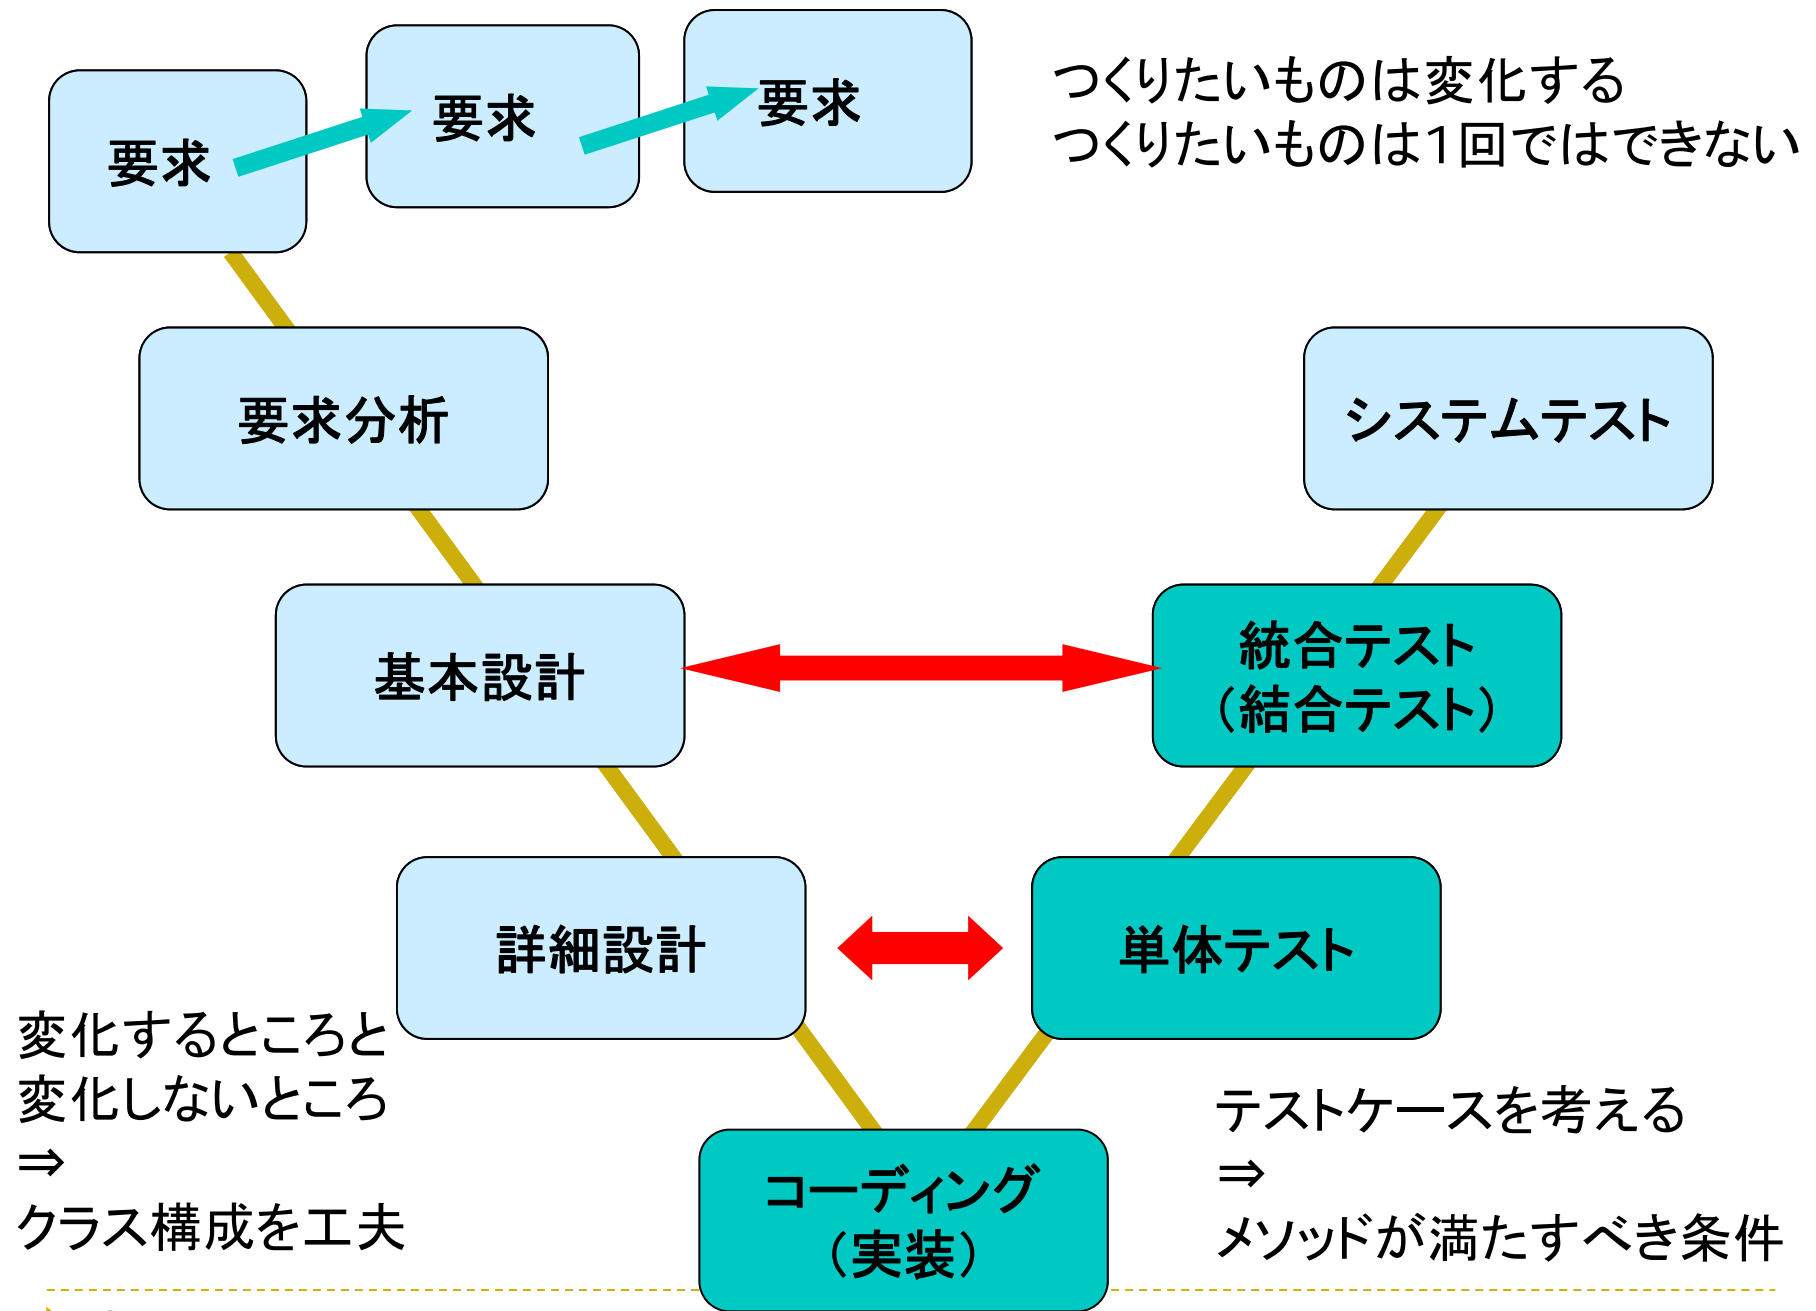 要求
要求
要求
つくりたいものは変化する
つくりたいものは１回ではできない
要求分析
システムテスト
基本設計
統合テスト
（結合テスト）
詳細設計
単体テスト
変化するところと
変化しないところ
⇒
クラス構成を工夫
テストケースを考える
⇒
メソッドが満たすべき条件
コーディング
（実装）